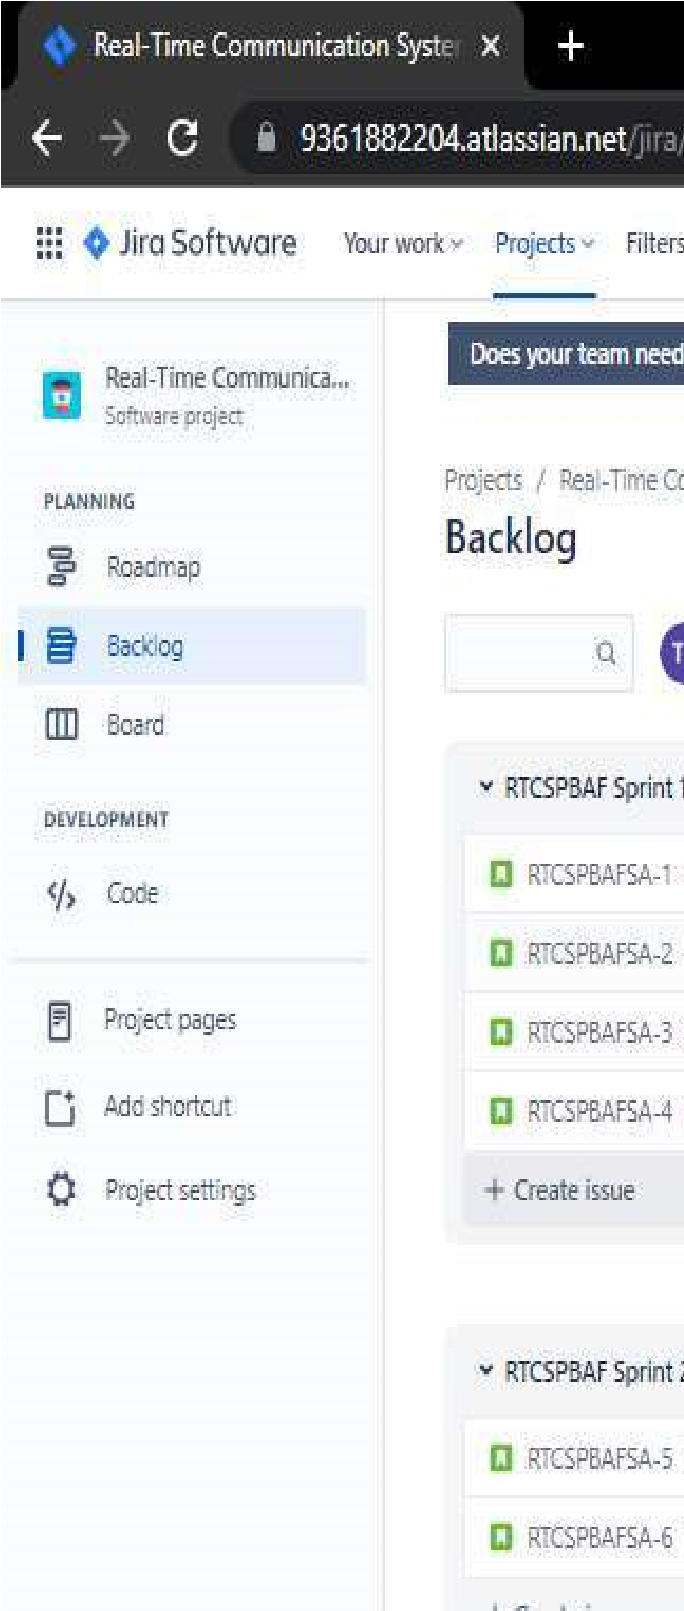 Real-Time Communication Syste
9361882204.atlassian.net/jira/
Jira Software Your work Projects Filters
Does your team need
Real-Time Communica...
Software project
Projects / Real-Time Co
Backlog
PLANNING
Roadmap
Backlog
Board
DEVELOPMENT
</> Code
Project pages
Add shortcut
Project settings
T
RTCSPBAF Sprint 1
RTCSPBAFSA-1
RTCSPBAFSA-2
RTCSPBAFSA-3
RTCSPBAFSA-4
+ Create issue
RTCSPBAF Sprint 2
RTCSPBAFSA-5
RTCSPBAFSA-6